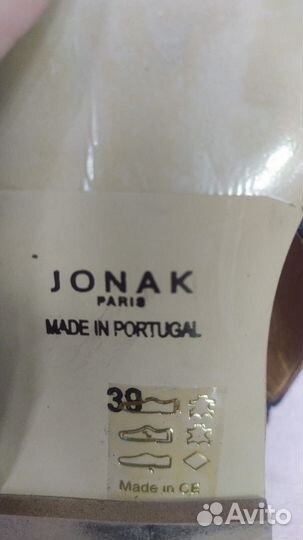 JONAK
PARIS
MADE IN PORTUGAL
39
Made in CE
Avito